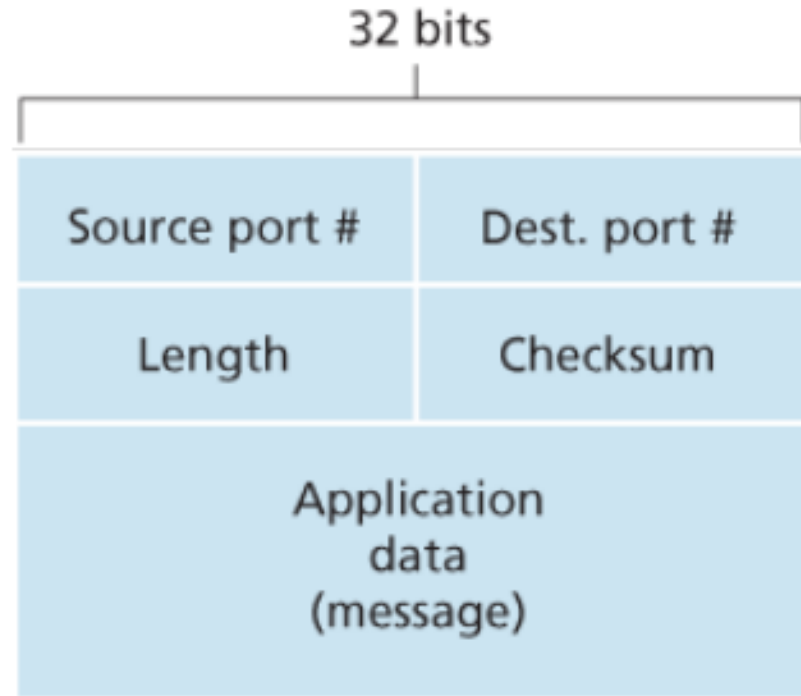 32 bits
Source port # Dest. port #
Length Checksum
Application
data
(message)